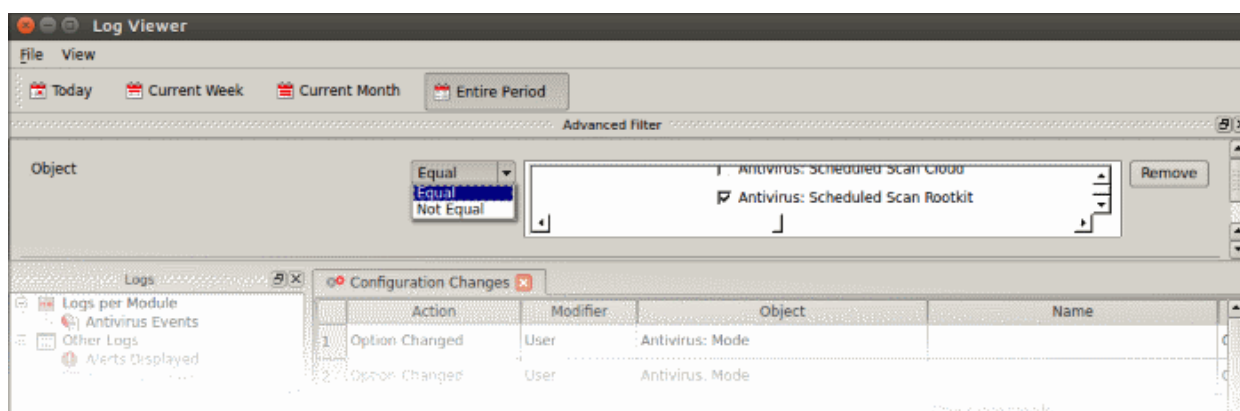 Log Viewer
File View
Today Current Week Current Month Entire Period
Advanced Filter
Object Equal Antivirus: Scheduled Scan Cloud Remove
Equal
Not Equal
Antivirus: Scheduled Scan Rootkit
Logs
Configuration Changes
Logs per Module
Antivirus Events
Other Logs
Alerts Displayed
Action Modifier Object Name
1 Option Changed User Antivirus: Mode
2 Option Changed User Antivirus: Mode